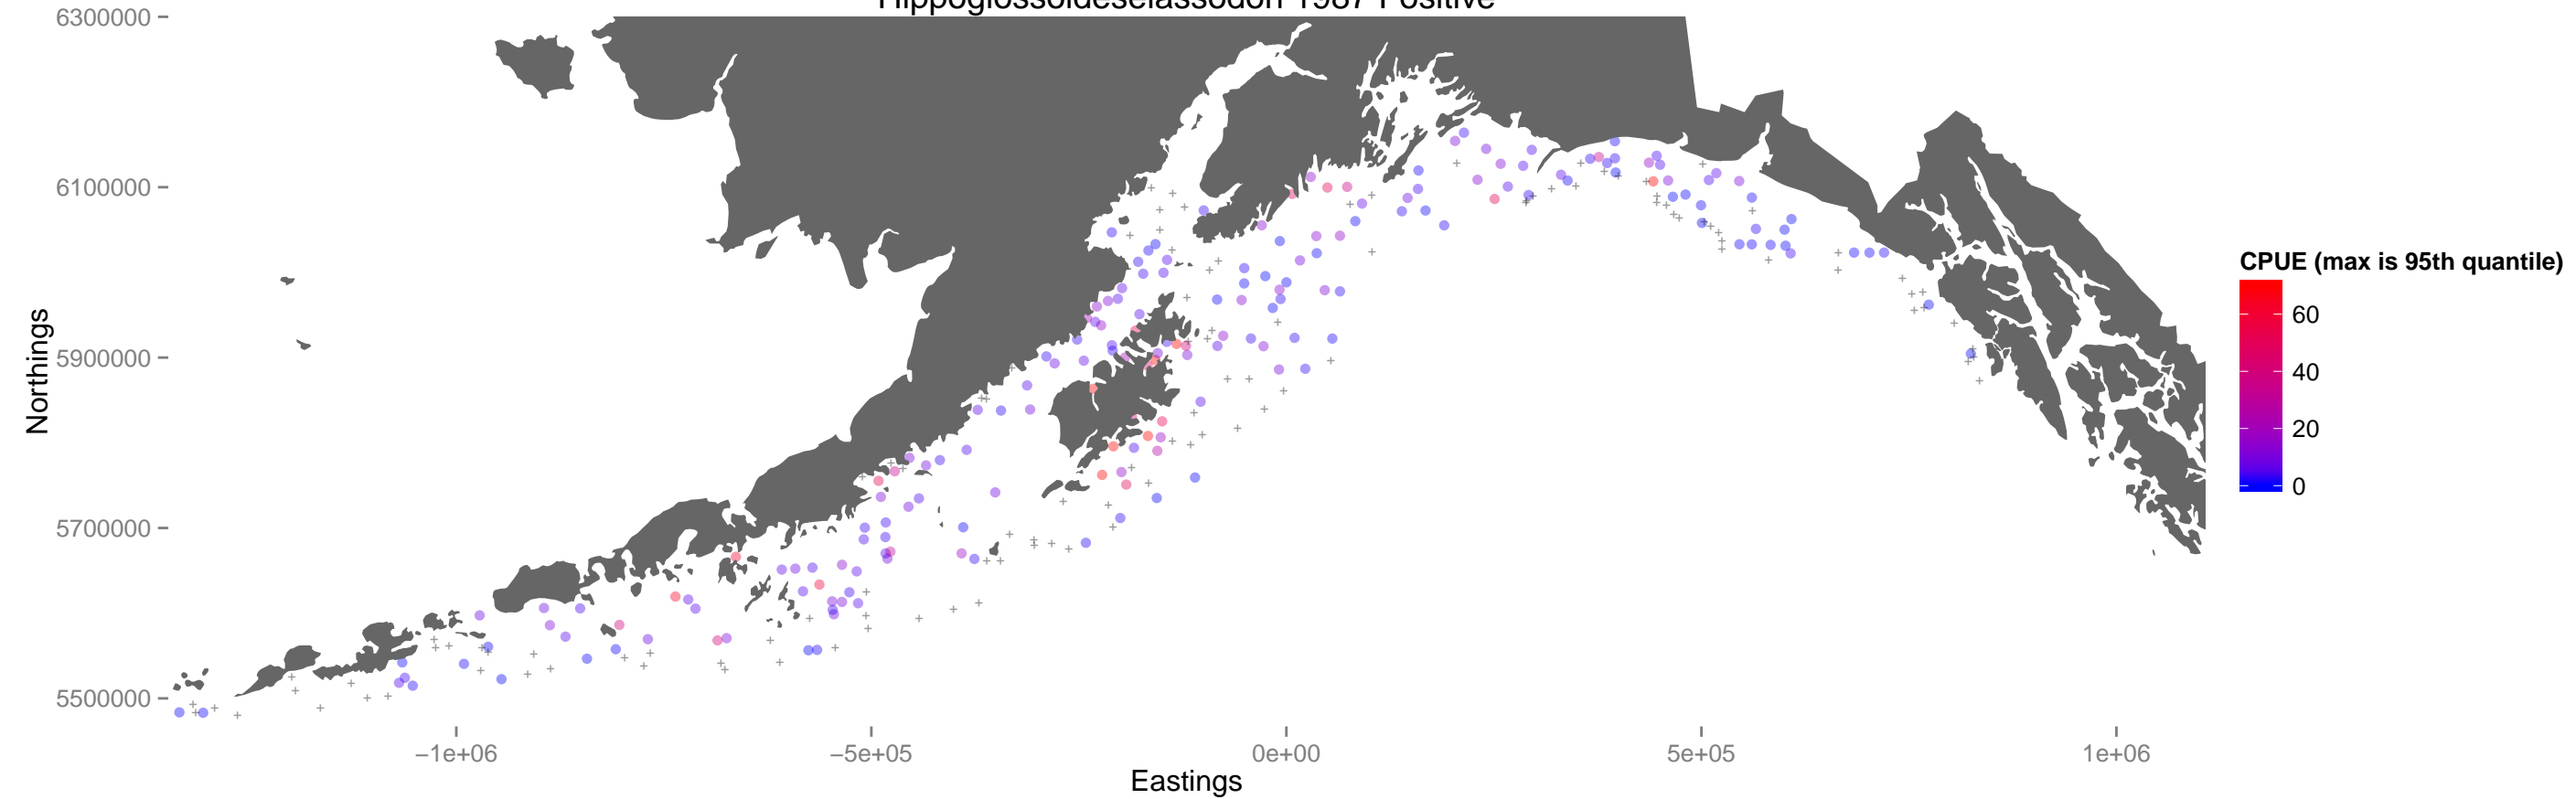 Hippoglossoideselassodon 1987 Positive
6300000
6100000
5900000
5700000
5500000
Northings
−1e+06
−5e+05
0e+00
5e+05
1e+06
Eastings
CPUE (max is 95th quantile)
60
40
20
0